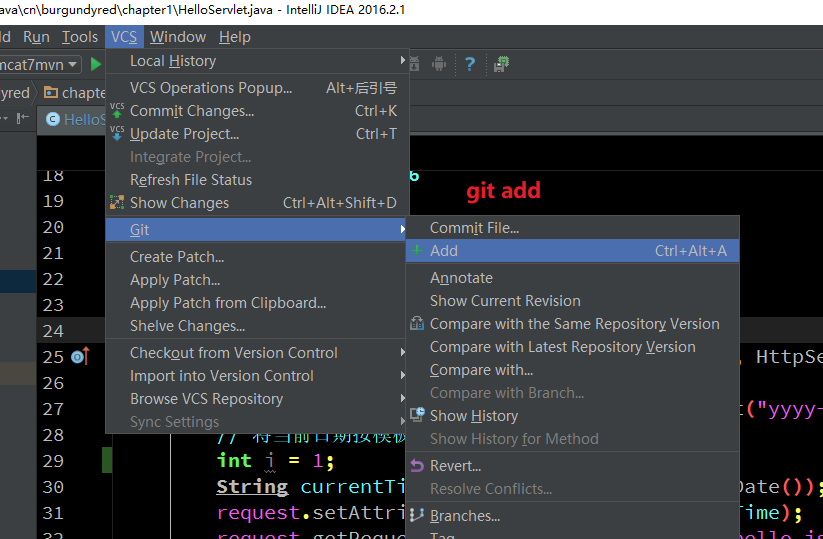 ava\cn\burgundyred\chapter1\HelloServlet.java - IntelliJ IDEA 2016.2.1
ld Run Tools VCS Window Help
mcat7mvn
Local History
VCS Operations Popup... Alt+后引号
yred chapte
Commit Changes... Ctrl+K
HelloS
Update Project... Ctrl+T
Integrate Project...
Refresh File Status
18
6
git add
19
Show Changes Ctrl+Alt+Shift+D
20
Git
Commit File...
21
Add Ctrl+Alt+A
Create Patch...
22
Apply Patch...
Annotate
23
Apply Patch from Clipboard...
Show Current Revision
24
Shelve Changes...
Compare with the Same Repository Version
25
Checkout from Version Control
Compare with Latest Repository Version
, HttpSe
26
Import into Version Control
Compare with...
27
Browse VCS Repository
Compare with Branch...
t("yyyy-
Sync Settings
Show History
28
// 将当前日期按模板
Show History for Method
29
int i = 1;
Revert...
30
String currentTi
Resolve Conflicts...
Date());
31
request.setAttri
Branches...
Time);
32
request.getReque
Tag...
hello.js